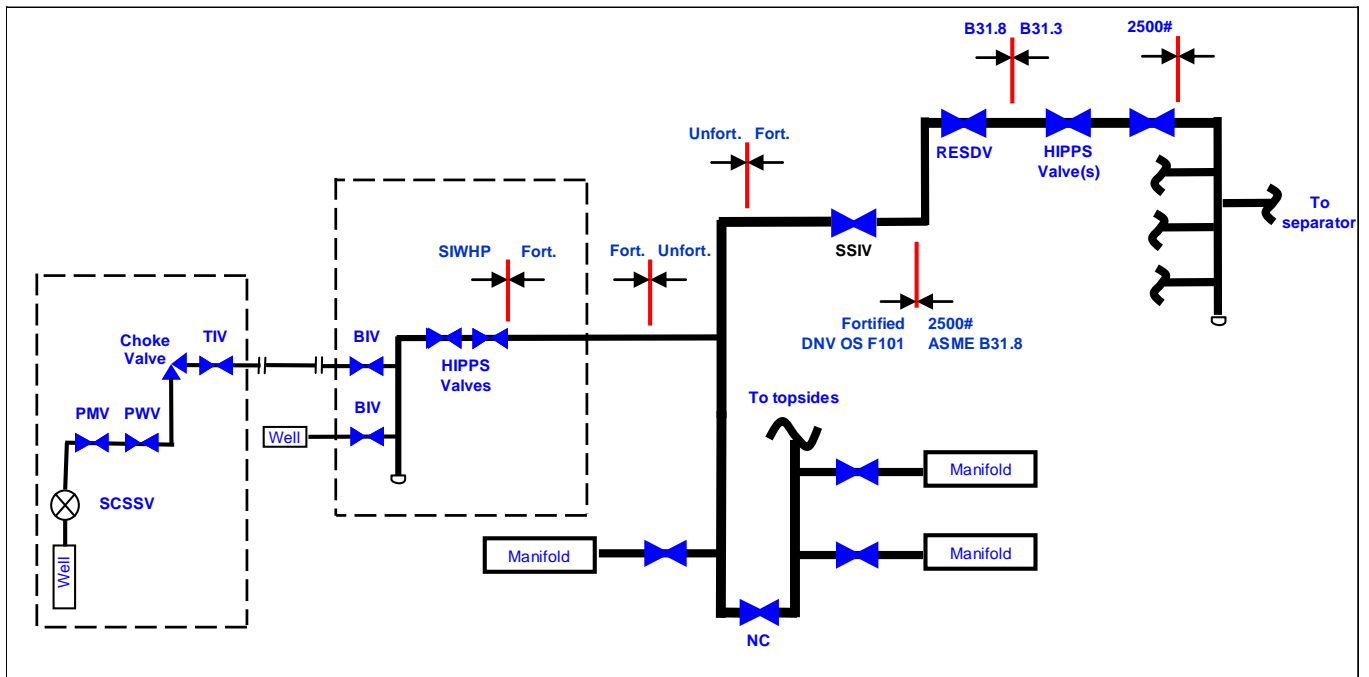 B31.8 B31.3
2500#
Unfort. Fort.
RESDV
HIPPS
Valve(s)
To
separator
SIWHP Fort.
Fort. Unfort.
SSIV
Fortified 2500#
DNV OS F101 ASME B31.8
Choke
Valve
TIV
BIV
HIPPS
Valves
PMV PWV
BIV
Well
To topsides
Manifold
SCSSV
Well
Manifold
Manifold
NC